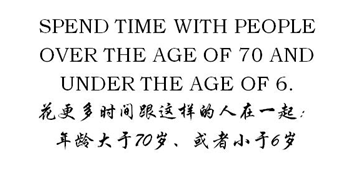 SPEND TIME WITH PEOPLE
OVER THE AGE OF 70 AND
UNDER THE AGE OF 6.
花更多时间跟这样的人在一起：
年龄大于70岁、或者小于6岁